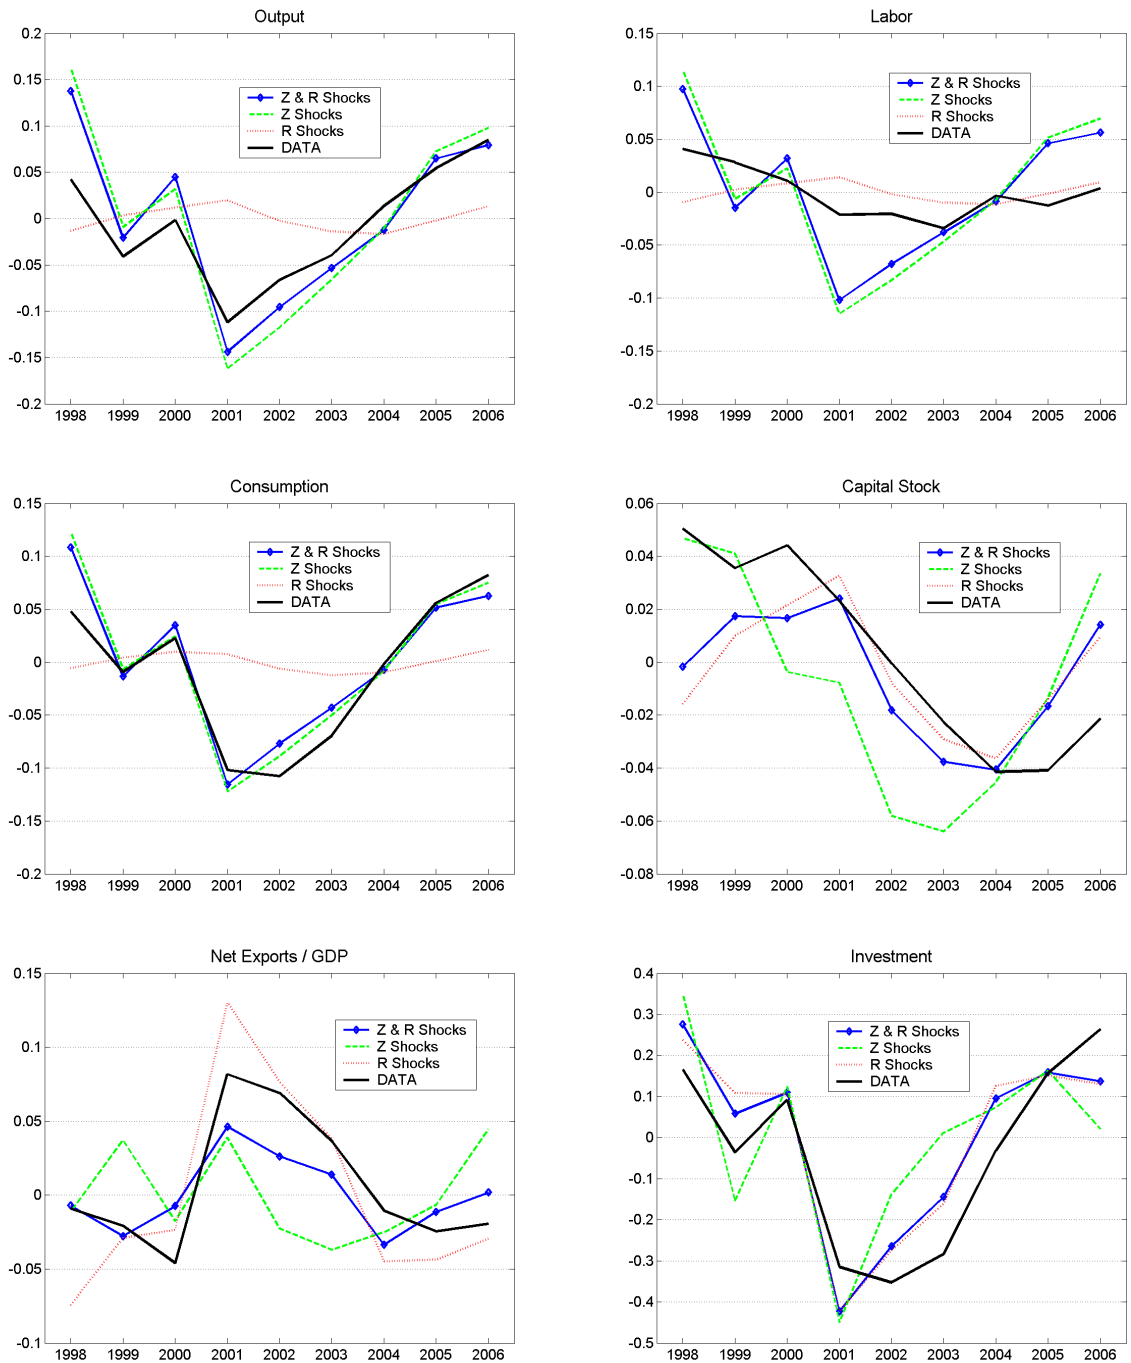 Output
0.2
0.15
0.1
0.05
0
-0.05
-0.1
-0.15
-0.2
Z & R Shocks
Z Shocks
R Shocks
DATA
1998 1999 2000 2001 2002 2003 2004 2005 2006
Labor
0.15
0.1
0.05
0
-0.05
-0.1
-0.15
-0.2
Z & R Shocks
Z Shocks
R Shocks
DATA
1998 1999 2000 2001 2002 2003 2004 2005 2006
Consumption
0.15
0.1
0.05
0
-0.05
-0.1
-0.15
-0.2
Z & R Shocks
Z Shocks
R Shocks
DATA
1998 1999 2000 2001 2002 2003 2004 2005 2006
Capital Stock
0.06
0.04
0.02
0
-0.02
-0.04
-0.06
-0.08
Z & R Shocks
Z Shocks
R Shocks
DATA
1998 1999 2000 2001 2002 2003 2004 2005 2006
Net Exports / GDP
0.15
0.1
0.05
0
-0.05
-0.1
Z & R Shocks
Z Shocks
R Shocks
DATA
1998 1999 2000 2001 2002 2003 2004 2005 2006
Investment
0.4
0.3
0.2
0.1
0
-0.1
-0.2
-0.3
-0.4
-0.5
Z & R Shocks
Z Shocks
R Shocks
DATA
1998 1999 2000 2001 2002 2003 2004 2005 2006